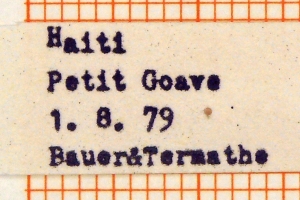 Haiti
Petit Goave
1. 8. 79
Bauer&Termathe